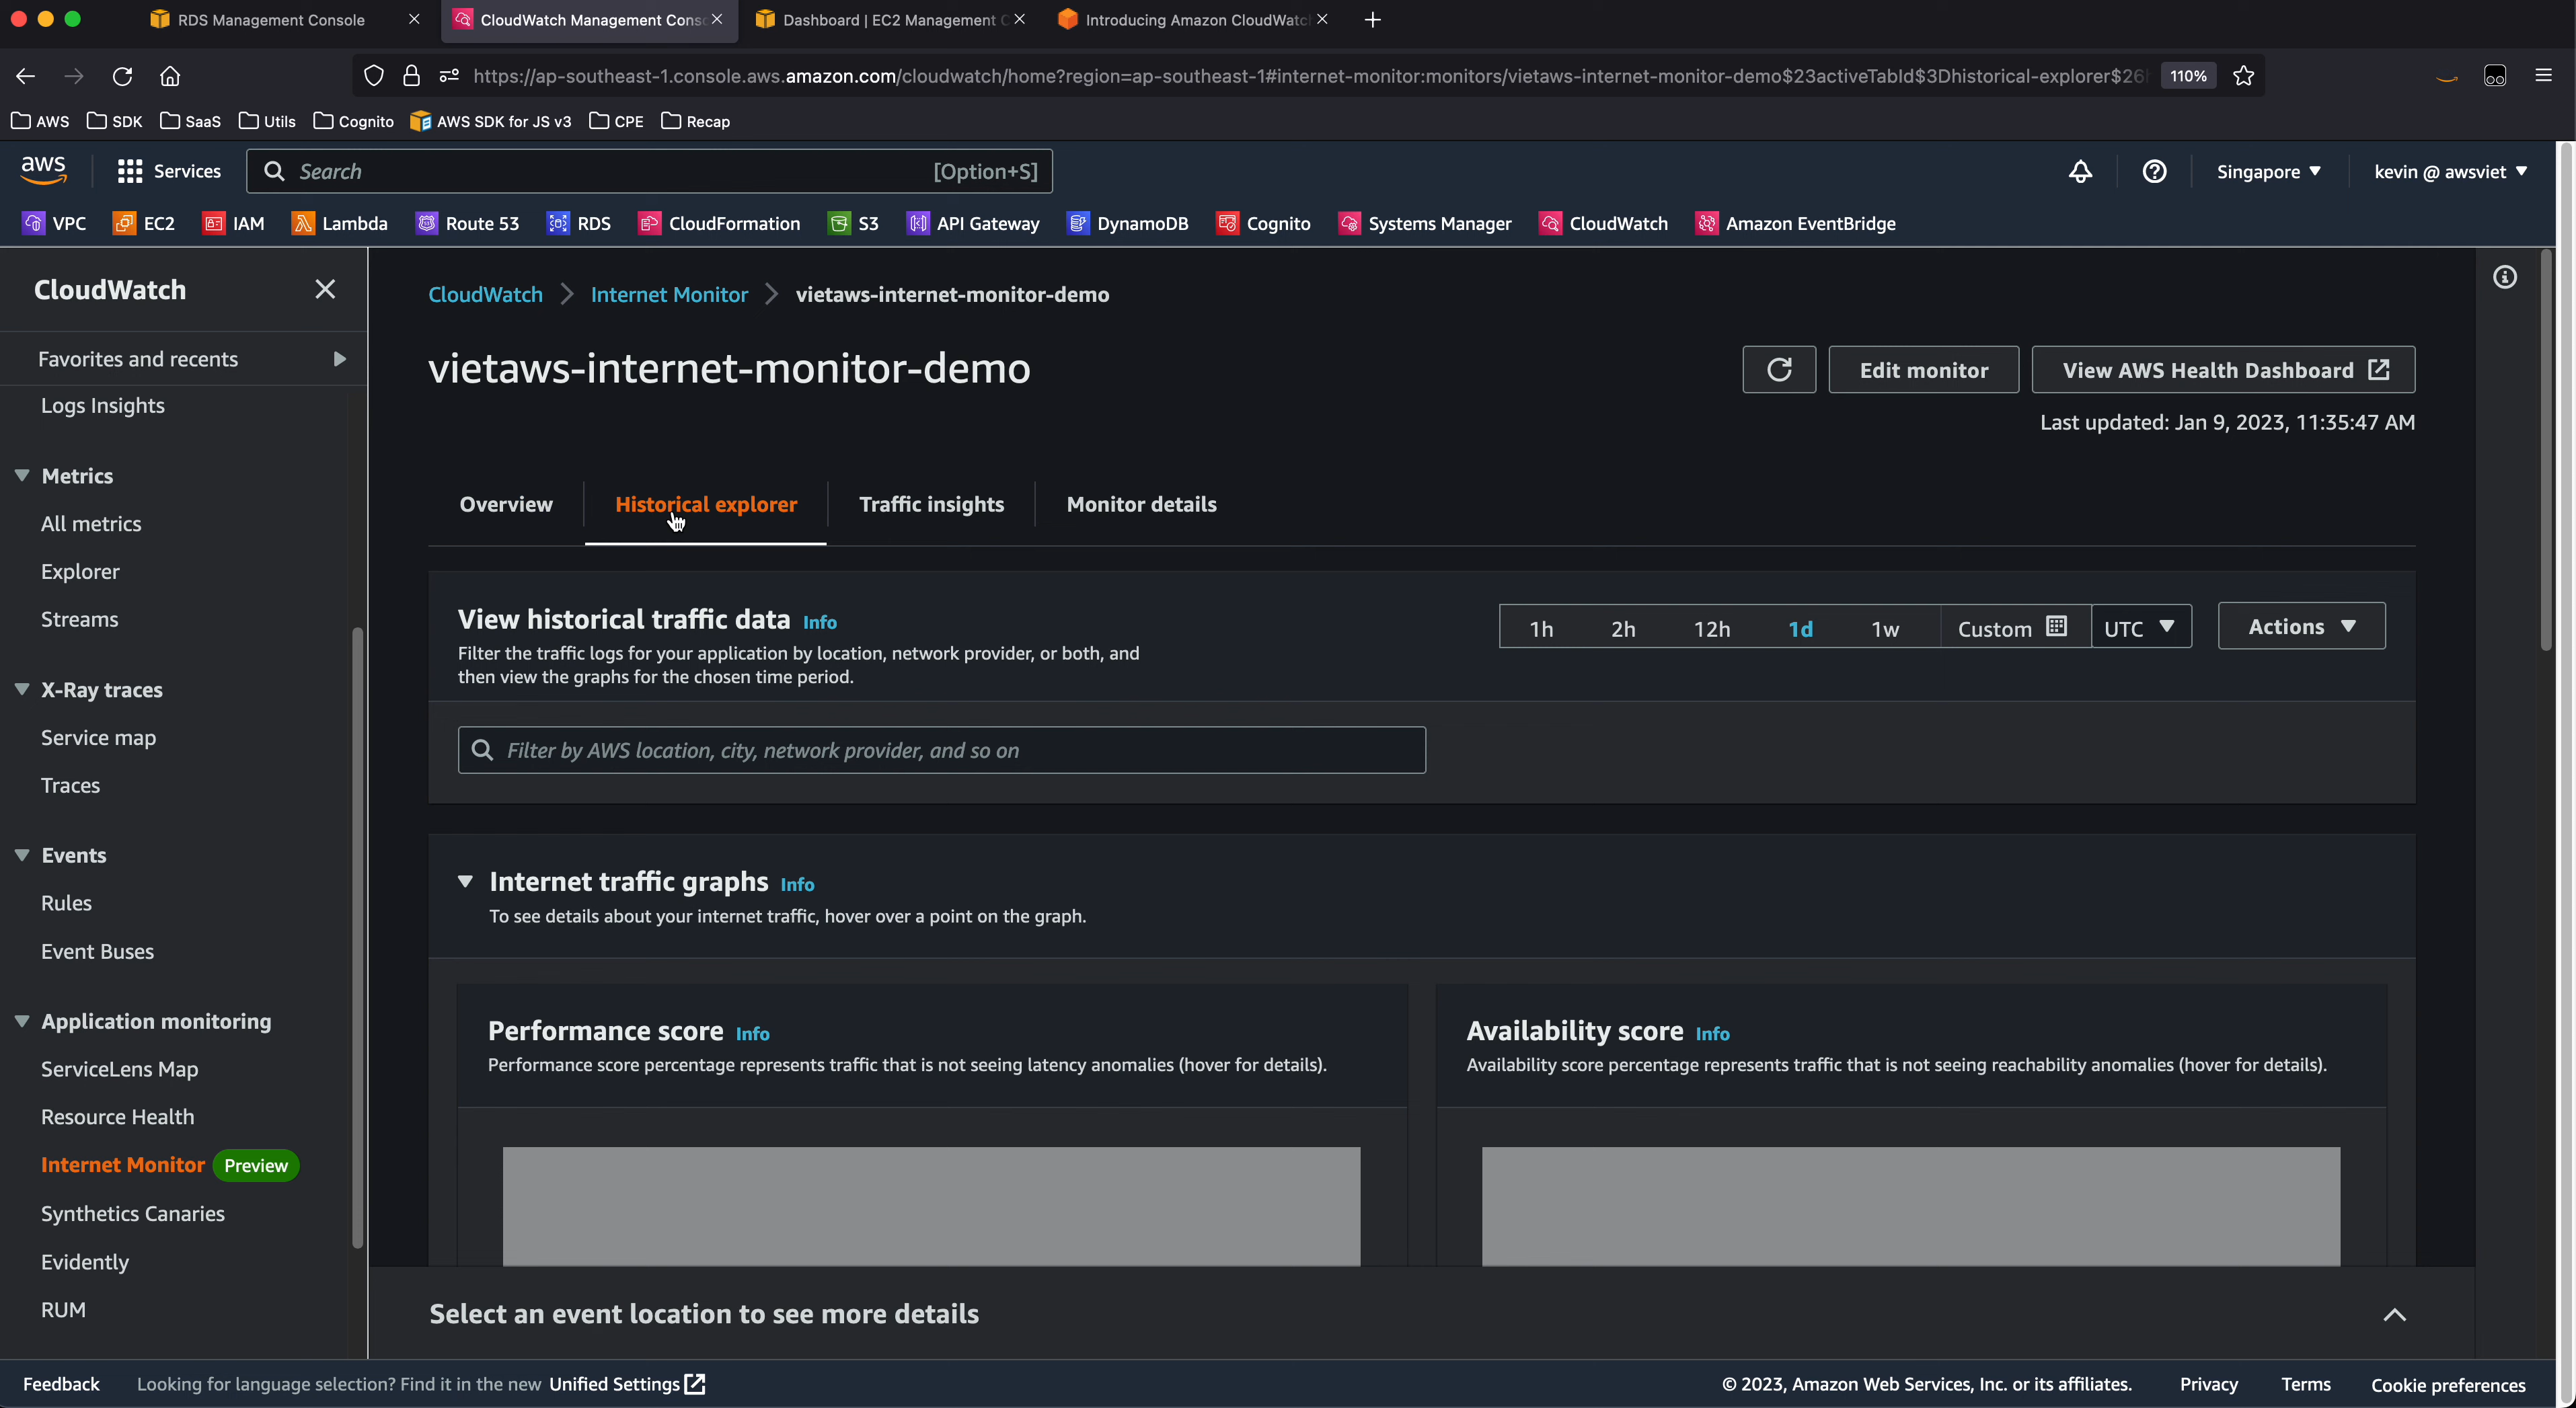 RDS Management Console
CloudWatch Management Conso
Dashboard | EC2 Management C
Introducing Amazon CloudWatc
https://ap-southeast-1.console.aws.amazon.com/cloudwatch/home?region=ap-southeast-1#internet-monitor:monitors/vietaws-internet-monitor-demo$23activeTabId$3Dhistorical-explorer$26
110%
AWS SDK SaaS Utils Cognito AWS SDK for JS v3 CPE Recap
aws Services Search [Option+S] Singapore kevin @ awsviet
VPC EC2 IAM Lambda Route 53 RDS CloudFormation S3 API Gateway DynamoDB Cognito Systems Manager CloudWatch Amazon EventBridge
CloudWatch
Favorites and recents
Logs Insights
Metrics
All metrics
Explorer
Streams
X-Ray traces
Service map
Traces
Events
Rules
Event Buses
Application monitoring
ServiceLens Map
Resource Health
Internet Monitor Preview
Synthetics Canaries
Evidently
RUM
CloudWatch Internet Monitor vietaws-internet-monitor-demo
vietaws-internet-monitor-demo
Edit monitor
View AWS Health Dashboard
Last updated: Jan 9, 2023, 11:35:47 AM
Overview Historical explorer Traffic insights Monitor details
View historical traffic data Info
Filter the traffic logs for your application by location, network provider, or both, and
then view the graphs for the chosen time period.
1h 2h 12h 1d 1w Custom UTC Actions
Filter by AWS location, city, network provider, and so on
Internet traffic graphs Info
To see details about your internet traffic, hover over a point on the graph.
Performance score Info
Performance score percentage represents traffic that is not seeing latency anomalies (hover for details).
Availability score Info
Availability score percentage represents traffic that is not seeing reachability anomalies (hover for details).
Select an event location to see more details
Feedback Looking for language selection? Find it in the new Unified Settings
© 2023, Amazon Web Services, Inc. or its affiliates. Privacy Terms Cookie preferences